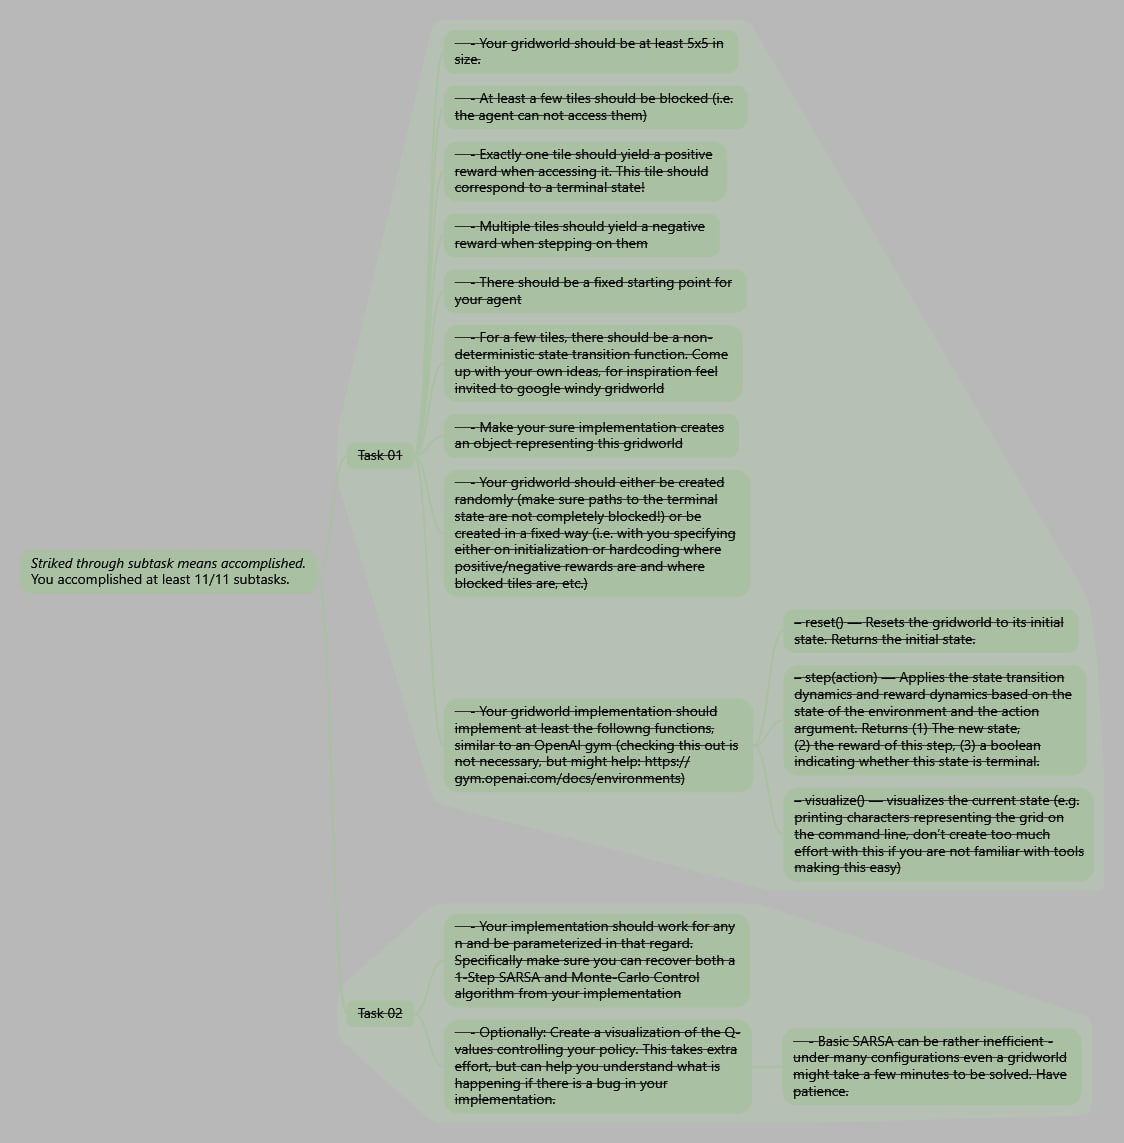 Striked through subtask means accomplished.
You accomplished at least 11/11 subtasks.
Task 01
- Your gridworld should be at least 5x5 in
size.
- At least a few tiles should be blocked (i.e.
the agent can not access them)
- Exactly one tile should yield a positive
reward when accessing it. This tile should
correspond to a terminal state!
- Multiple tiles should yield a negative
reward when stepping on them
- There should be a fixed starting point for
your agent
- For a few tiles, there should be a non-
deterministic state transition function. Come
up with your own ideas, for inspiration feel
invited to google windy gridworld
- Make your sure implementation creates
an object representing this gridworld
- Your gridworld should either be created
randomly (make sure paths to the terminal
state are not completely blocked!) or be
created in a fixed way (i.e. with you specifying
either on initialization or hardcoding where
positive/negative rewards are and where
blocked tiles are, etc.)
- Your gridworld implementation should
implement at least the followng functions,
similar to an OpenAI gym (checking this out is
not necessary, but might help: https://
gym.openai.com/docs/environments)
– reset() — Resets the gridworld to its initial
state. Returns the initial state.
– step(action) — Applies the state transition
dynamics and reward dynamics based on the
state of the environment and the action
argument. Returns (1) The new state,
(2) the reward of this step, (3) a boolean
indicating whether this state is terminal.
– visualize() — visualizes the current state (e.g.
printing characters representing the grid on
the command line, don't create too much
effort with this if you are not familiar with tools
making this easy)
Task 02
- Your implementation should work for any
n and be parameterized in that regard.
Specifically make sure you can recover both a
1-Step SARSA and Monte-Carlo Control
algorithm from your implementation
- Optionally: Create a visualization of the Q-
values controlling your policy. This takes extra
effort, but can help you understand what is
happening if there is a bug in your
implementation.
- Basic SARSA can be rather inefficient -
under many configurations even a gridworld
might take a few minutes to be solved. Have
patience.